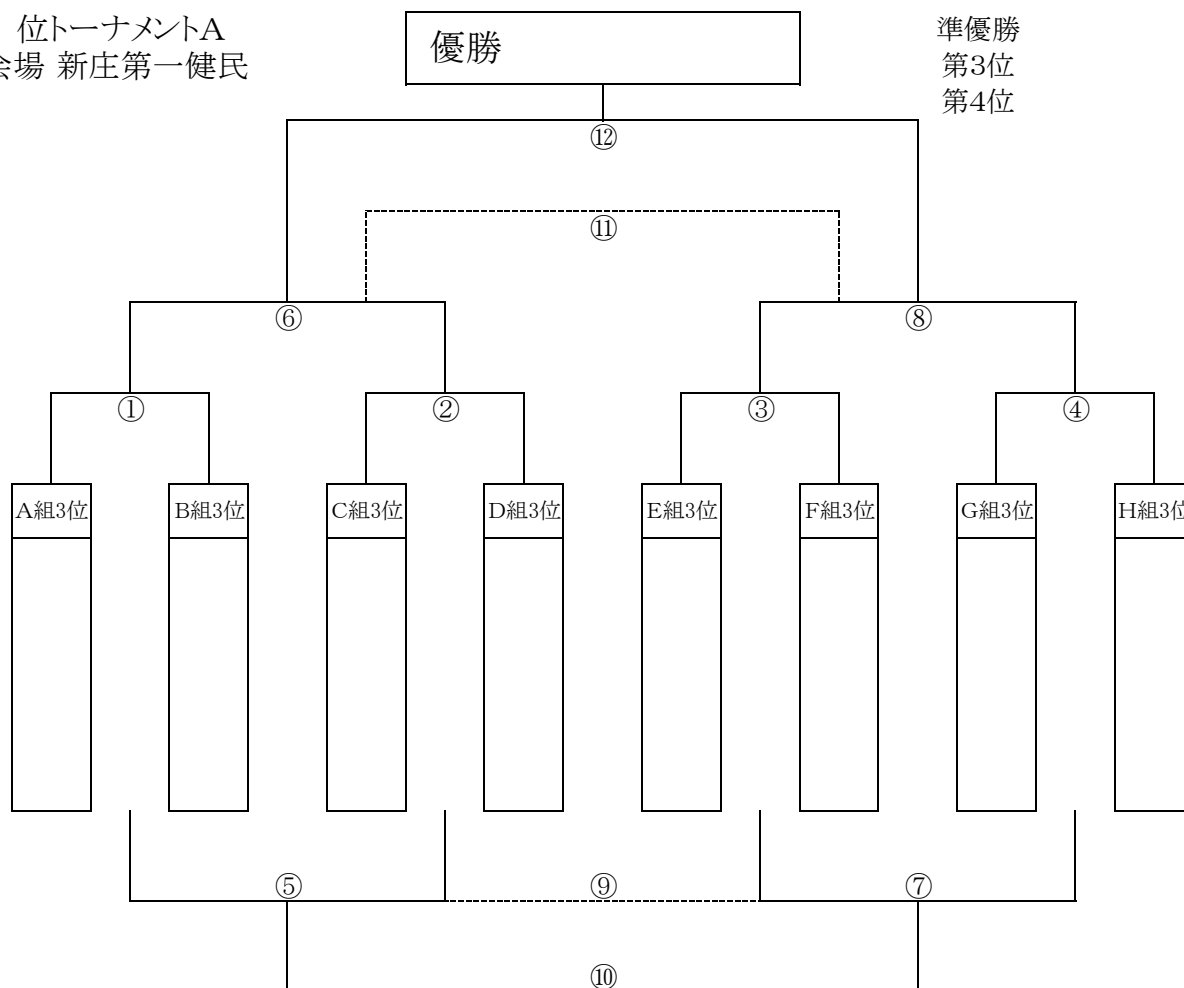 位トーナメントA
会場 新庄第一健民
優勝
準優勝
第3位
第4位
⑫
⑪
⑥ ⑧
① ② ③ ④
A組3位 B組3位 C組3位 D組3位 E組3位 F組3位 G組3位 H組3位
⑤ ⑨ ⑦
⑩